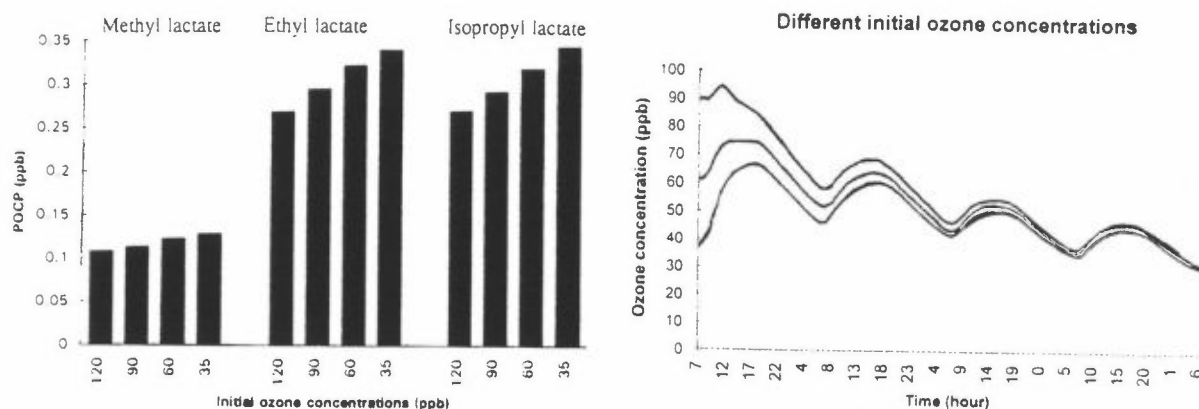 Methyl lactate Ethyl lactate Isopropyl lactate
0.35
0.3
0.25
0.2
0.15
0.1
0.05
0
POCP (ppb)
120 90 60 35 120 90 60 35 120 90 60 35
Initial ozone concentrations (ppb)
Different initial ozone concentrations
100
90
80
70
60
50
40
30
20
10
0
Ozone concentration (ppb)
7 12 17 22 4 8 13 18 23 4 9 14 19 0 5 10 15 20 1 6
Time (hour)